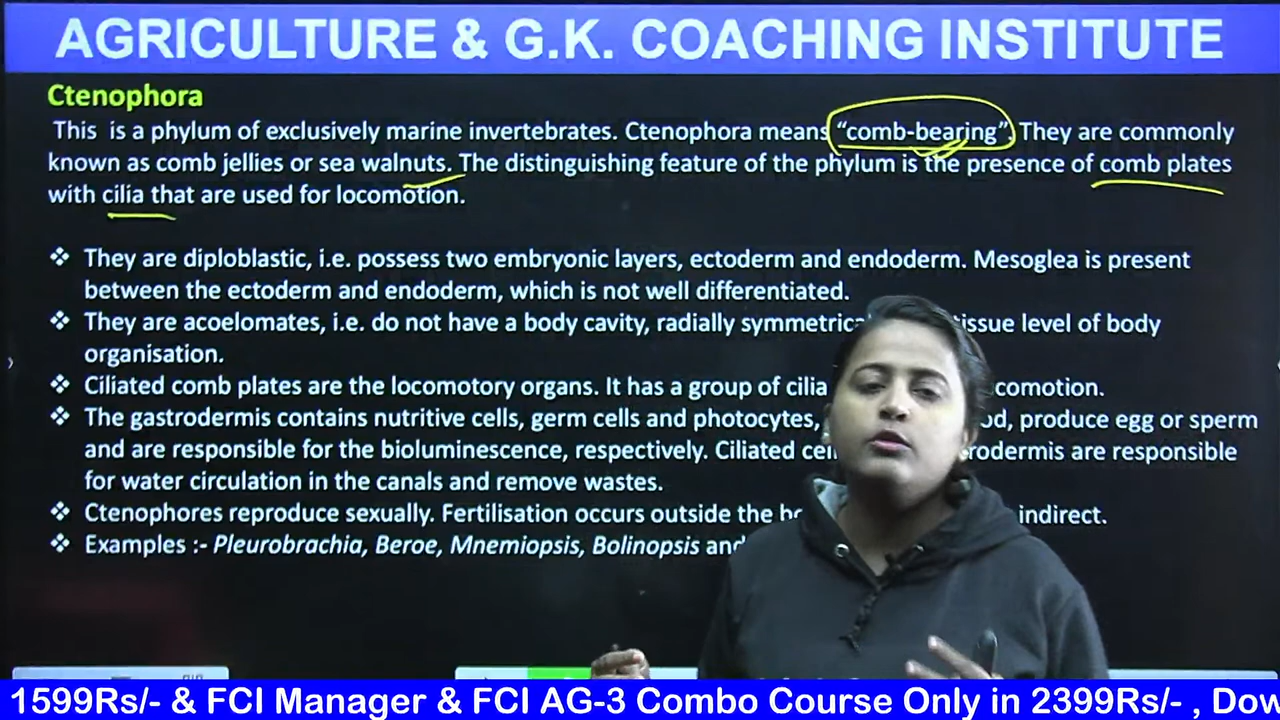 AGRICULTURE & G.K. COACHING INSTITUTE
Ctenophora
This is a phylum of exclusively marine invertebrates. Ctenophora means “comb-bearing”. They are commonly
known as comb jellies or sea walnuts. The distinguishing feature of the phylum is the presence of comb plates
with cilia that are used for locomotion.
❖ They are diploblastic, i.e. possess two embryonic layers, ectoderm and endoderm. Mesoglea is present
between the ectoderm and endoderm, which is not well differentiated.
❖ They are acoelomates, i.e. do not have a body cavity, radially tissue level of body
organisation.
❖ Ciliated comb plates are the locomotory organs. It has a group of cilia
❖ The gastrodermis contains nutritive cells, germ cells and photocytes, produce egg or sperm
and are responsible for the bioluminescence, respectively. Ciliated are responsible
for water circulation in the canals and remove wastes.
❖ Ctenophores reproduce sexually. Fertilisation occurs outside the indirect.
❖ Examples :- Pleurobrachia, Beroe, Mnemiopsis, Bolinopsis and
1599Rs/- & FCI Manager & FCI AG-3 Combo Course Only in 2399Rs/- ,